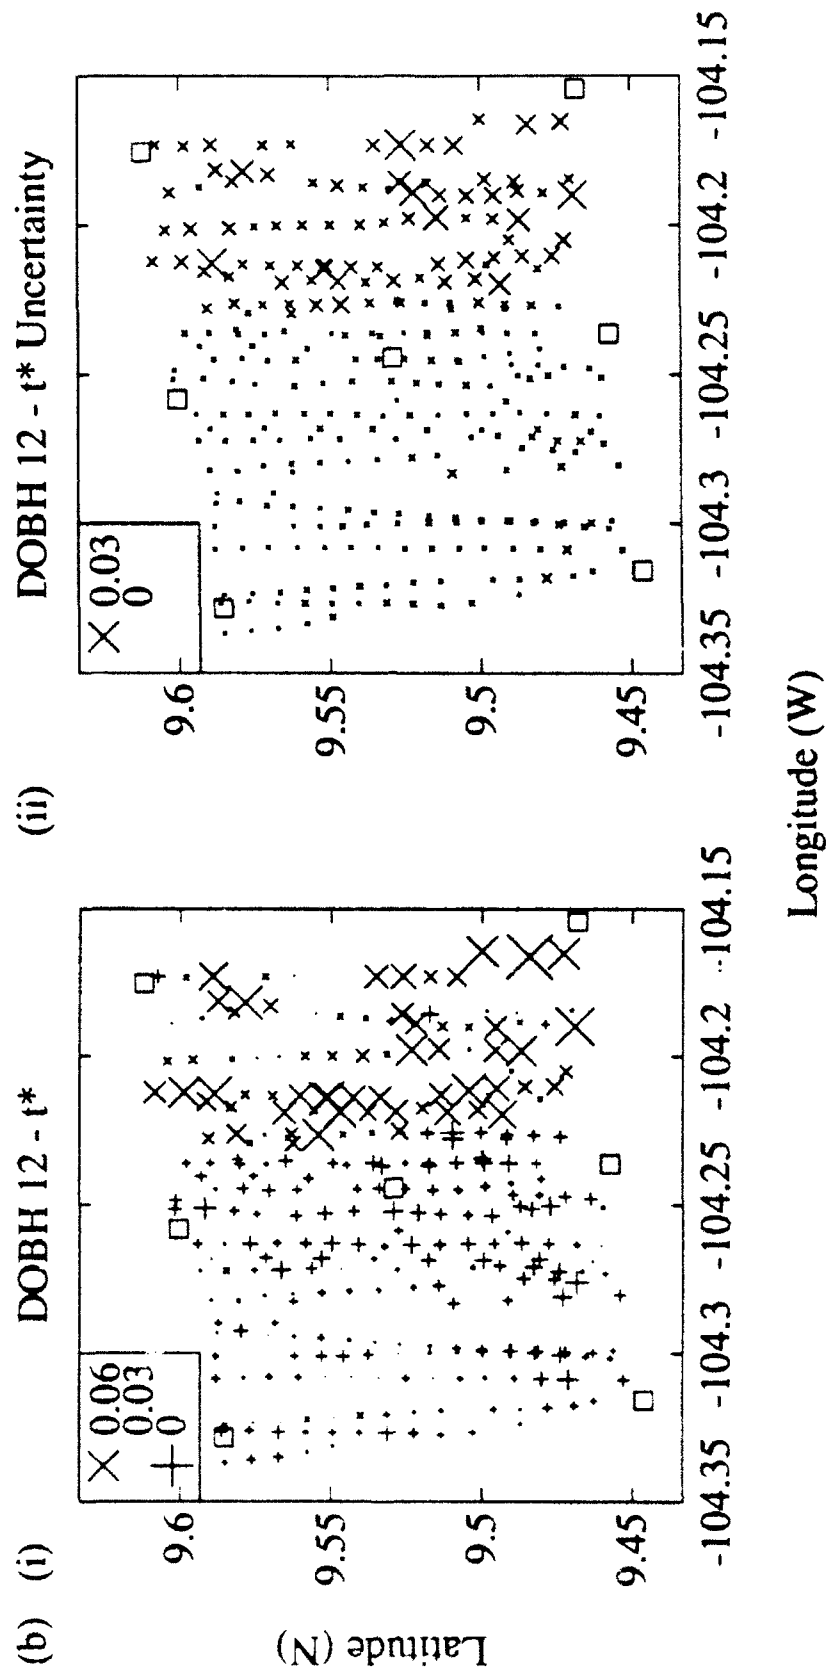 (b) (i) DOBH 12 - t*
0.06
0.03
0
9.6
9.55
9.5
9.45
-104.35 -104.3 -104.25 -104.2 -104.15
Latitude (N)
(ii) DOBH 12 - t* Uncertainty
0.03
0
9.6
9.55
9.5
9.45
-104.35 -104.3 -104.25 -104.2 -104.15
Longitude (W)